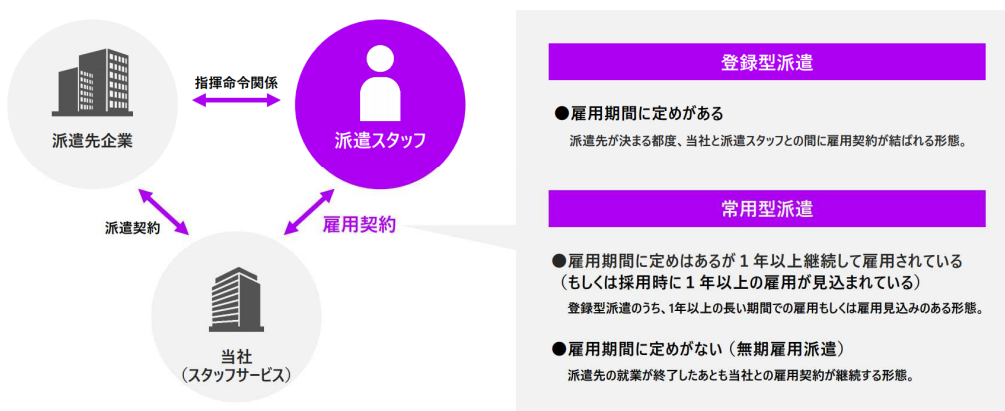 指揮命令関係
派遣先企業
派遣スタッフ
派遣契約
雇用契約
当社
（スタッフサービス）
登録型派遣
●雇用期間に定めがある
派遣先が決まる都度、当社と派遣スタッフとの間に雇用契約が結ばれる形態。
常用型派遣
●雇用期間に定めはあるが１年以上継続して雇用されている
（もしくは採用時に１年以上の雇用が見込まれている）
登録型派遣のうち、1年以上の長い期間での雇用もしくは雇用見込みのある形態。
●雇用期間に定めがない（無期雇用派遣）
派遣先の就業が終了したあとも当社との雇用契約が継続する形態。